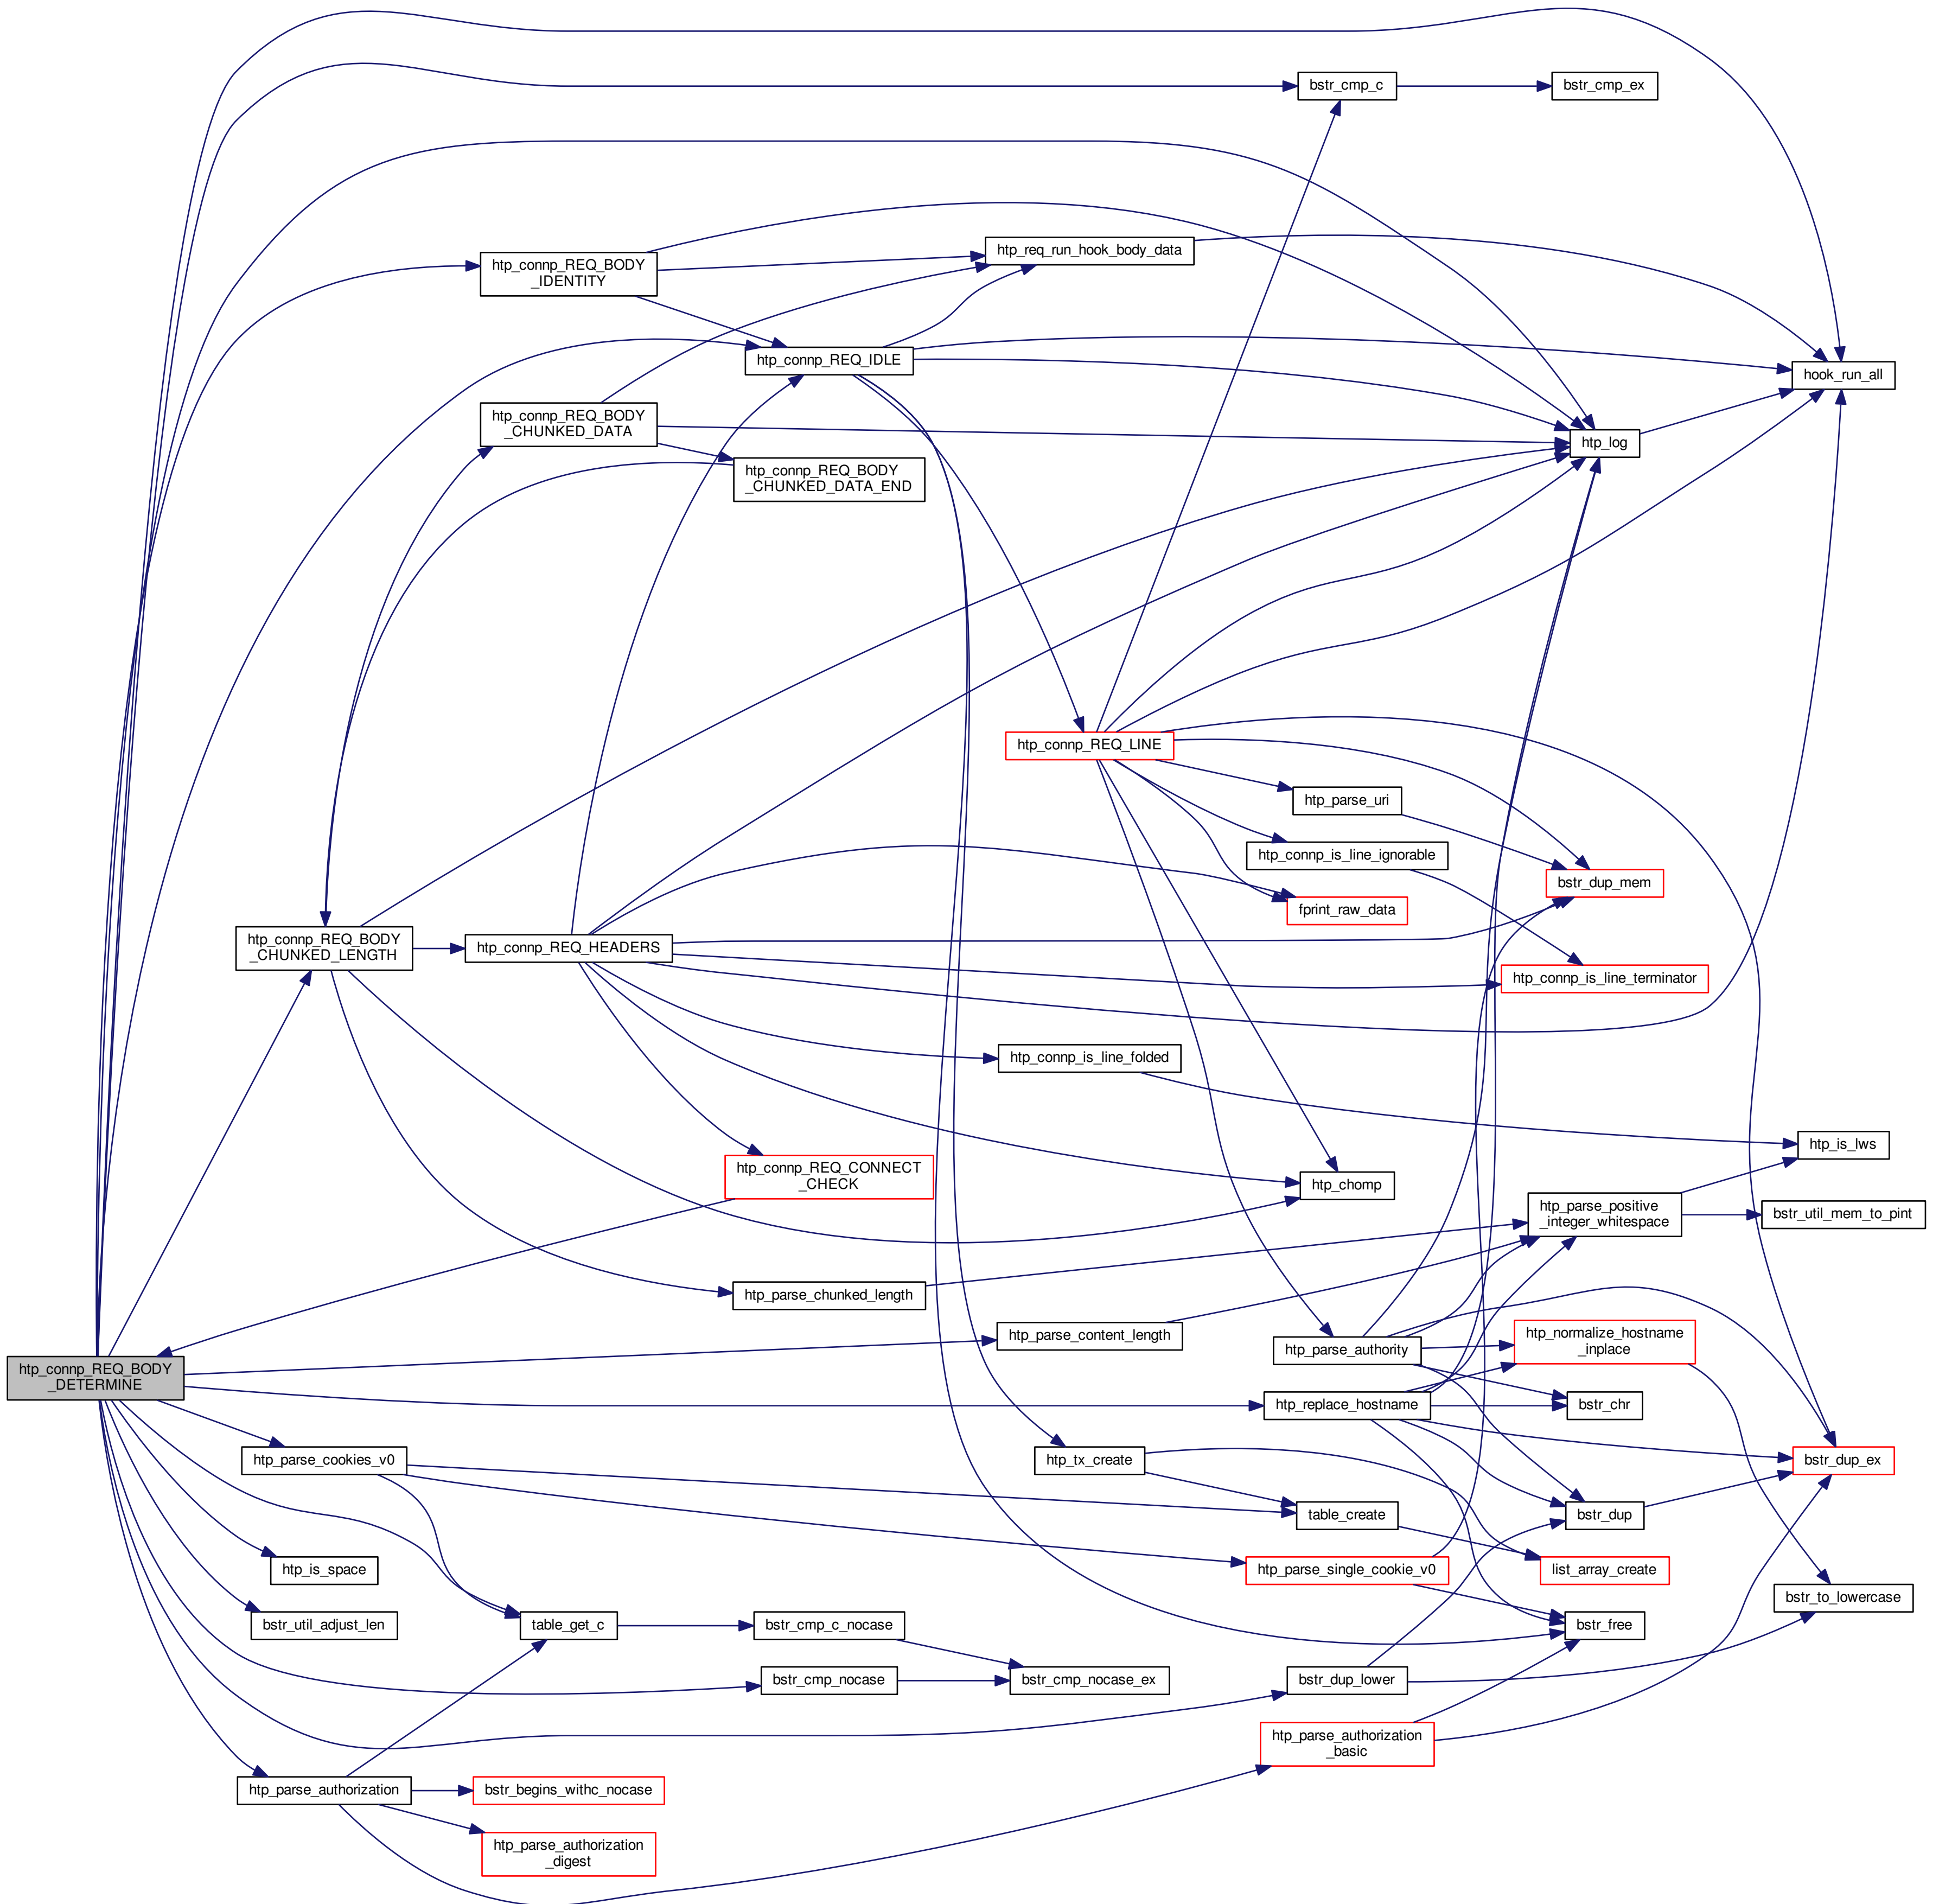 bstr_cmp_c
bstr_cmp_ex
htp_connp_REQ_BODY
_IDENTITY
htp_req_run_hook_body_data
htp_connp_REQ_IDLE
hook_run_all
htp_connp_REQ_BODY
_CHUNKED_DATA
htp_log
htp_connp_REQ_BODY
_CHUNKED_DATA_END
htp_connp_REQ_LINE
htp_parse_uri
htp_connp_is_line_ignorable
bstr_dup_mem
fprint_raw_data
htp_connp_REQ_BODY
_CHUNKED_LENGTH
htp_connp_REQ_HEADERS
htp_connp_is_line_terminator
htp_connp_is_line_folded
htp_is_lws
htp_connp_REQ_CONNECT
_CHECK
htp_chomp
htp_parse_positive
_integer_whitespace
bstr_util_mem_to_pint
htp_parse_chunked_length
htp_parse_content_length
htp_parse_authority
htp_normalize_hostname
_inplace
htp_connp_REQ_BODY
_DETERMINE
htp_replace_hostname
bstr_chr
htp_parse_cookies_v0
htp_tx_create
bstr_dup_ex
table_create
bstr_dup
htp_is_space
htp_parse_single_cookie_v0
list_array_create
bstr_to_lowercase
bstr_util_adjust_len
table_get_c
bstr_cmp_c_nocase
bstr_free
bstr_cmp_nocase
bstr_cmp_nocase_ex
bstr_dup_lower
htp_parse_authorization
_basic
htp_parse_authorization
bstr_begins_withc_nocase
htp_parse_authorization
_digest